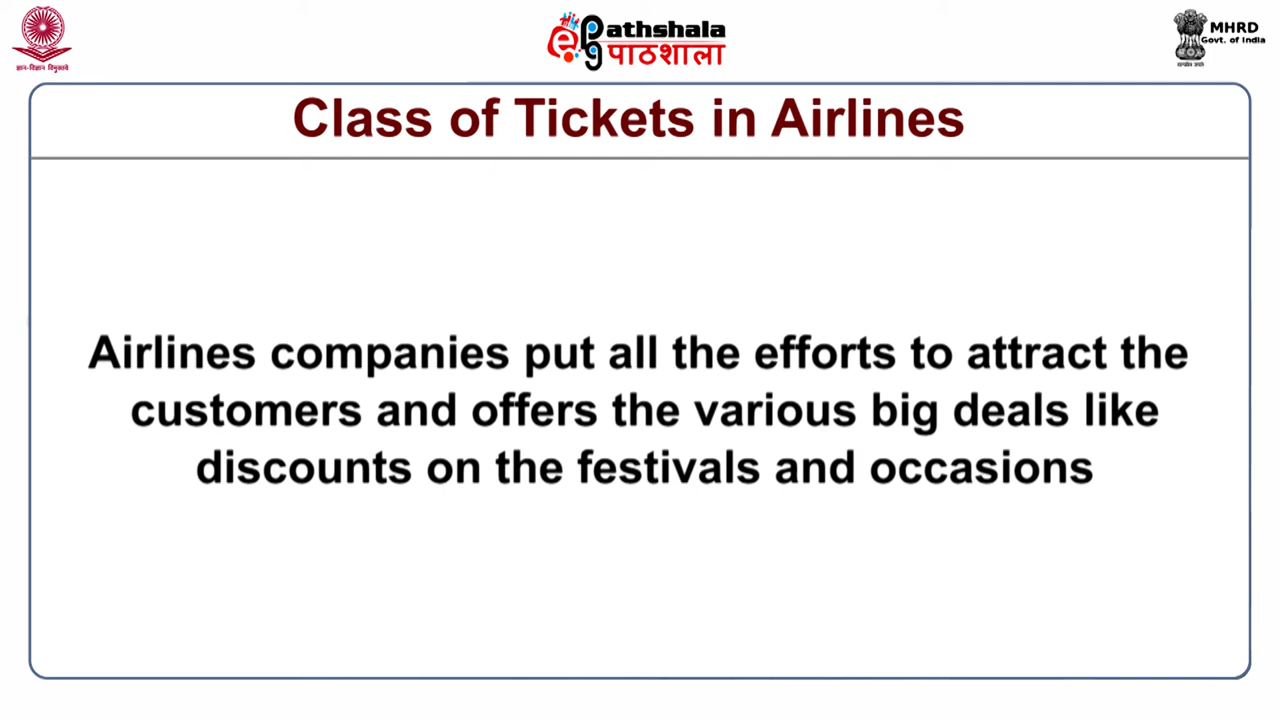 ज्ञान-विज्ञान विमुक्तये
Pathshala
पाठशाला
MHRD
Govt. of India
Class of Tickets in Airlines
Airlines companies put all the efforts to attract the
customers and offers the various big deals like
discounts on the festivals and occasions